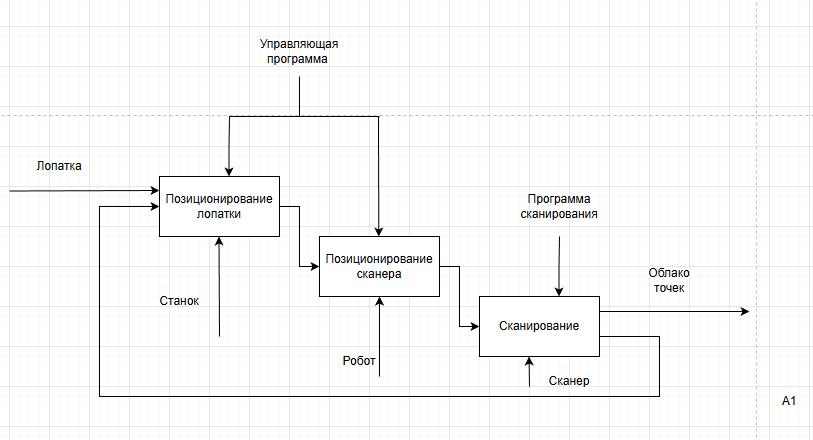 Управляющая
программа
Лопатка
Позиционирование
лопатки
Программа
сканирования
Позиционирование
сканера
Облако
точек
Станок
Сканирование
Робот
Сканер
A1